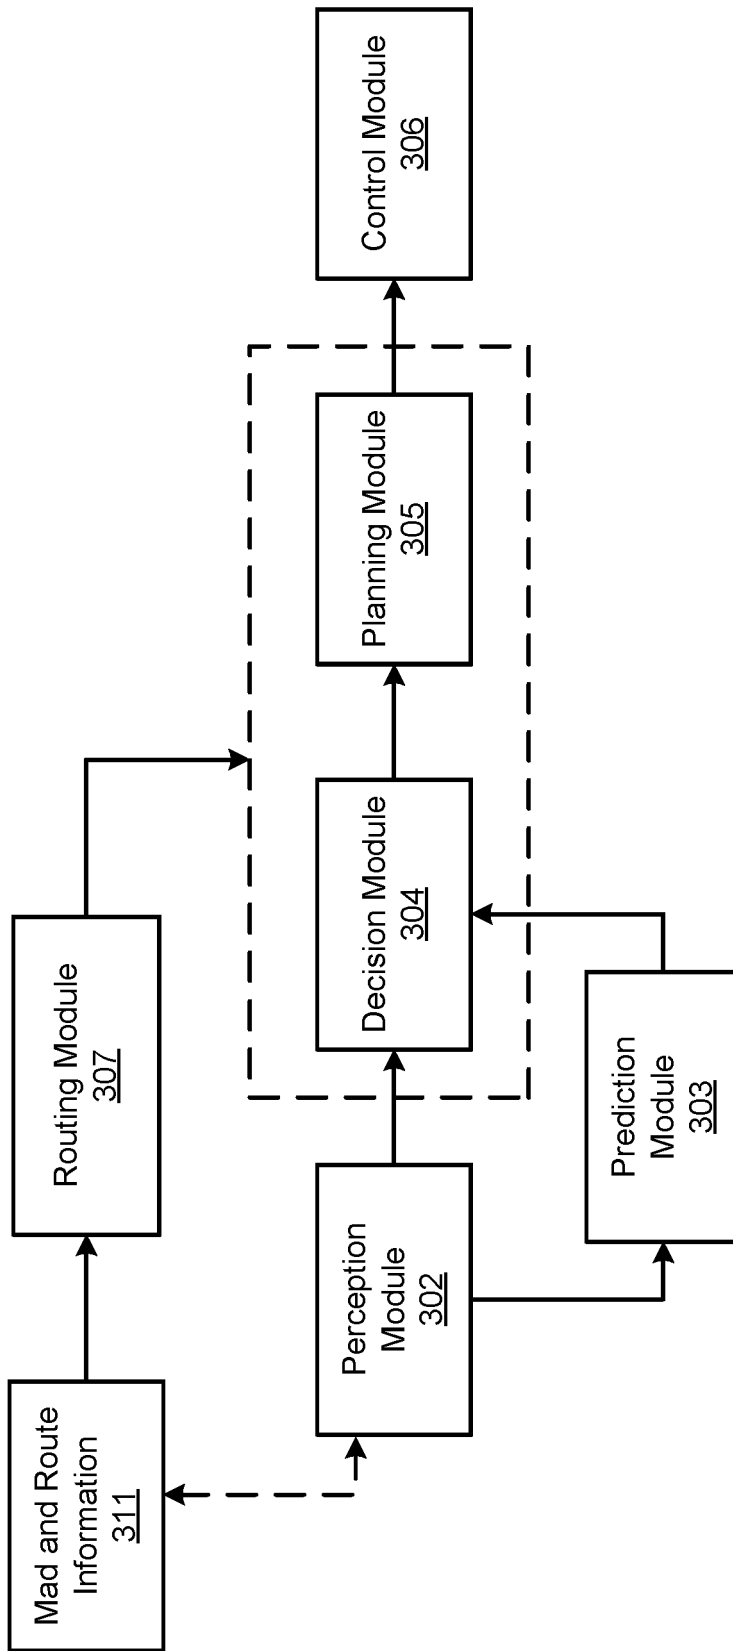 Mad and Route
Information
311
Routing Module
307
Perception
Module
302
Decision Module
304
Planning Module
305
Control Module
306
Prediction
Module
303